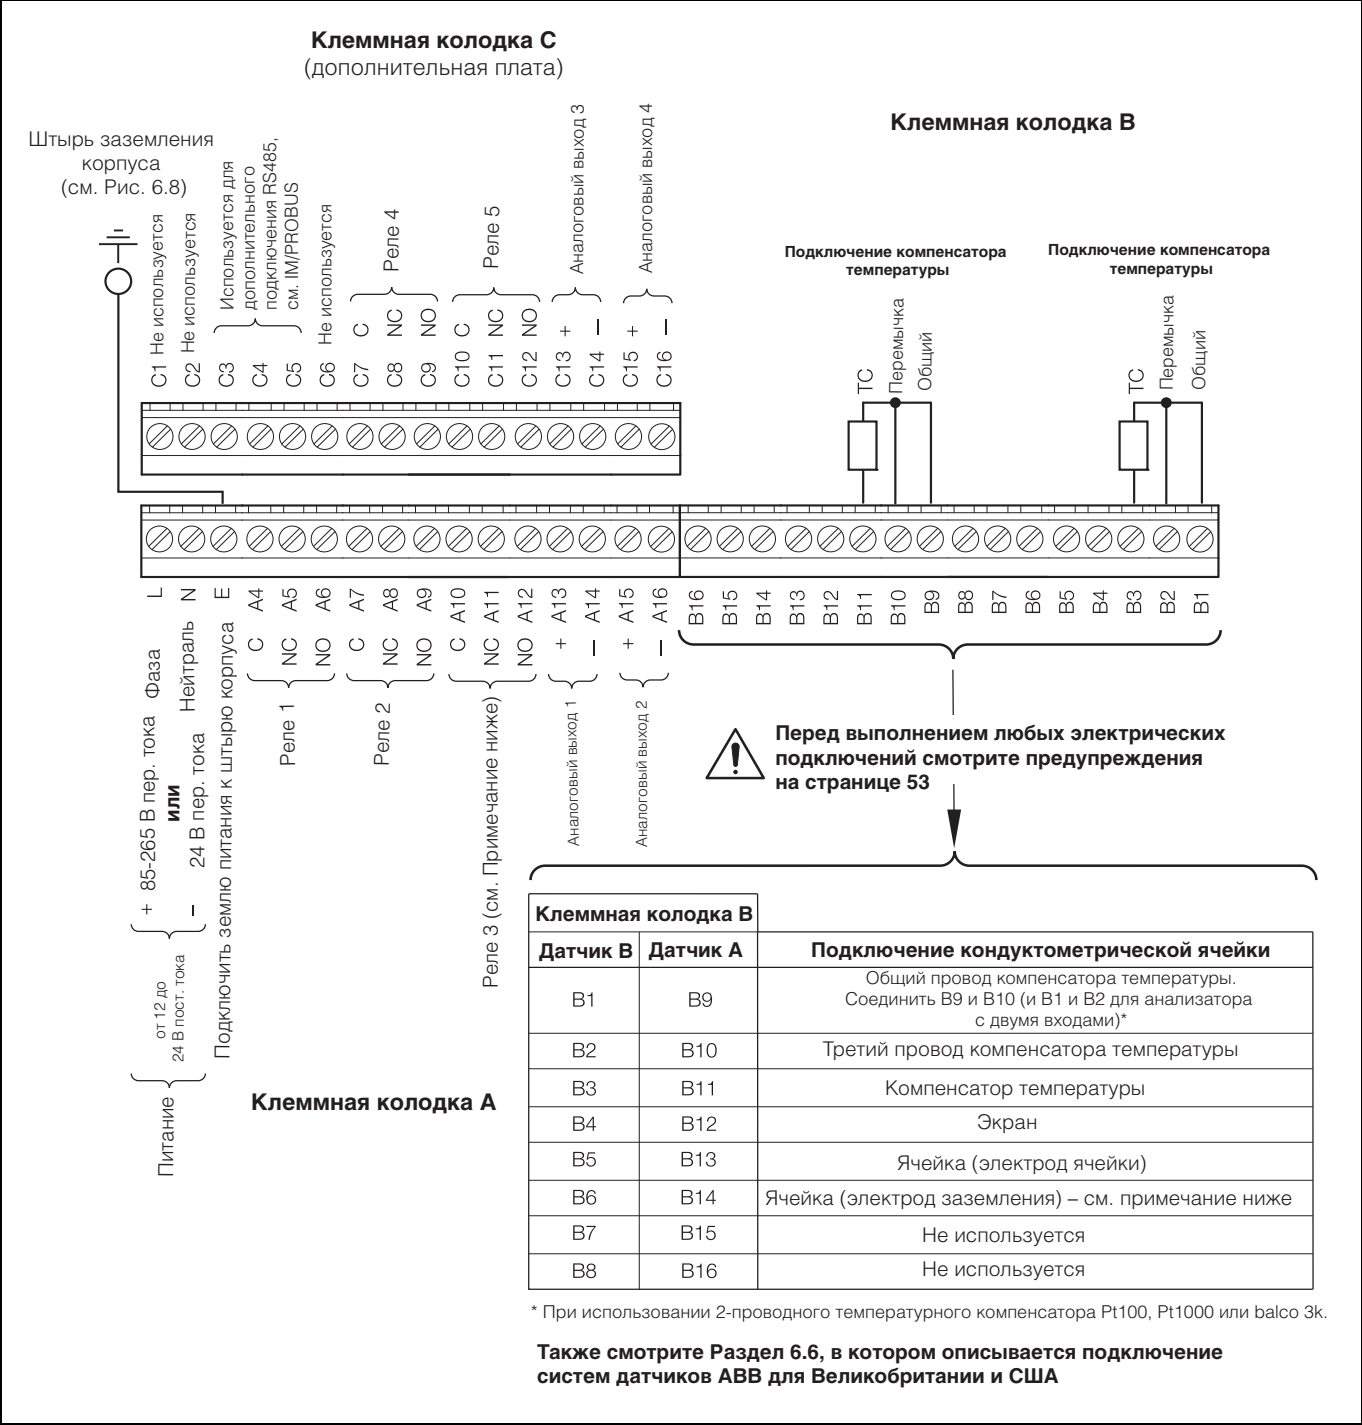 Клеммная колодка C
(дополнительная плата)
Штырь заземления
корпуса
(см. Рис. 6.8)
C1 Не используется
C2 Не используется
C3
C4
C5
Используется для
дополнительного
подключения RS485,
см. IM/PROBUS
C6 Не используется
C7 C
C8 NC
C9 NO
Реле 4
C10 C
C11 NC
C12 NO
Реле 5
C13 +
C14 –
Аналоговый выход 3
C15 +
C16 –
Аналоговый выход 4
Клеммная колодка B
Подключение компенсатора
температуры
ТС
Перемычка
Общий
Подключение компенсатора
температуры
ТС
Перемычка
Общий
L
N
E
A4
A5
A6
A7
A8
A9
A10
A11
A12
A13
A14
A15
A16
B16
B15
B14
B13
B12
B11
B10
B9
B8
B7
B6
B5
B4
B3
B2
B1
Фаза
Нейтраль
+ 85-265 В пер. тока
или
– 24 В пер. тока
Подключить землю питания к штырю корпуса
от 12 до
24 В пост. тока
Питание
C
NC
NO
Реле 1
C
NC
NO
Реле 2
C
NC
NO
Реле 3 (см. Примечание ниже)
+
–
Аналоговый выход 1
+
–
Аналоговый выход 2
Клеммная колодка A
Перед выполнением любых электрических
подключений смотрите предупреждения
на странице 53
Клеммная колодка B
Датчик B Датчик A Подключение кондуктометрической ячейки
B1 B9 Общий провод компенсатора температуры.
Соединить B9 и B10 (и B1 и B2 для анализатора
с двумя входами)*
B2 B10 Третий провод компенсатора температуры
B3 B11 Компенсатор температуры
B4 B12 Экран
B5 B13 Ячейка (электрод ячейки)
B6 B14 Ячейка (электрод заземления) – см. примечание ниже
B7 B15 Не используется
B8 B16 Не используется
* При использовании 2-проводного температурного компенсатора Pt100, Pt1000 или balco 3k.
Также смотрите Раздел 6.6, в котором описывается подключение
систем датчиков ABB для Великобритании и США